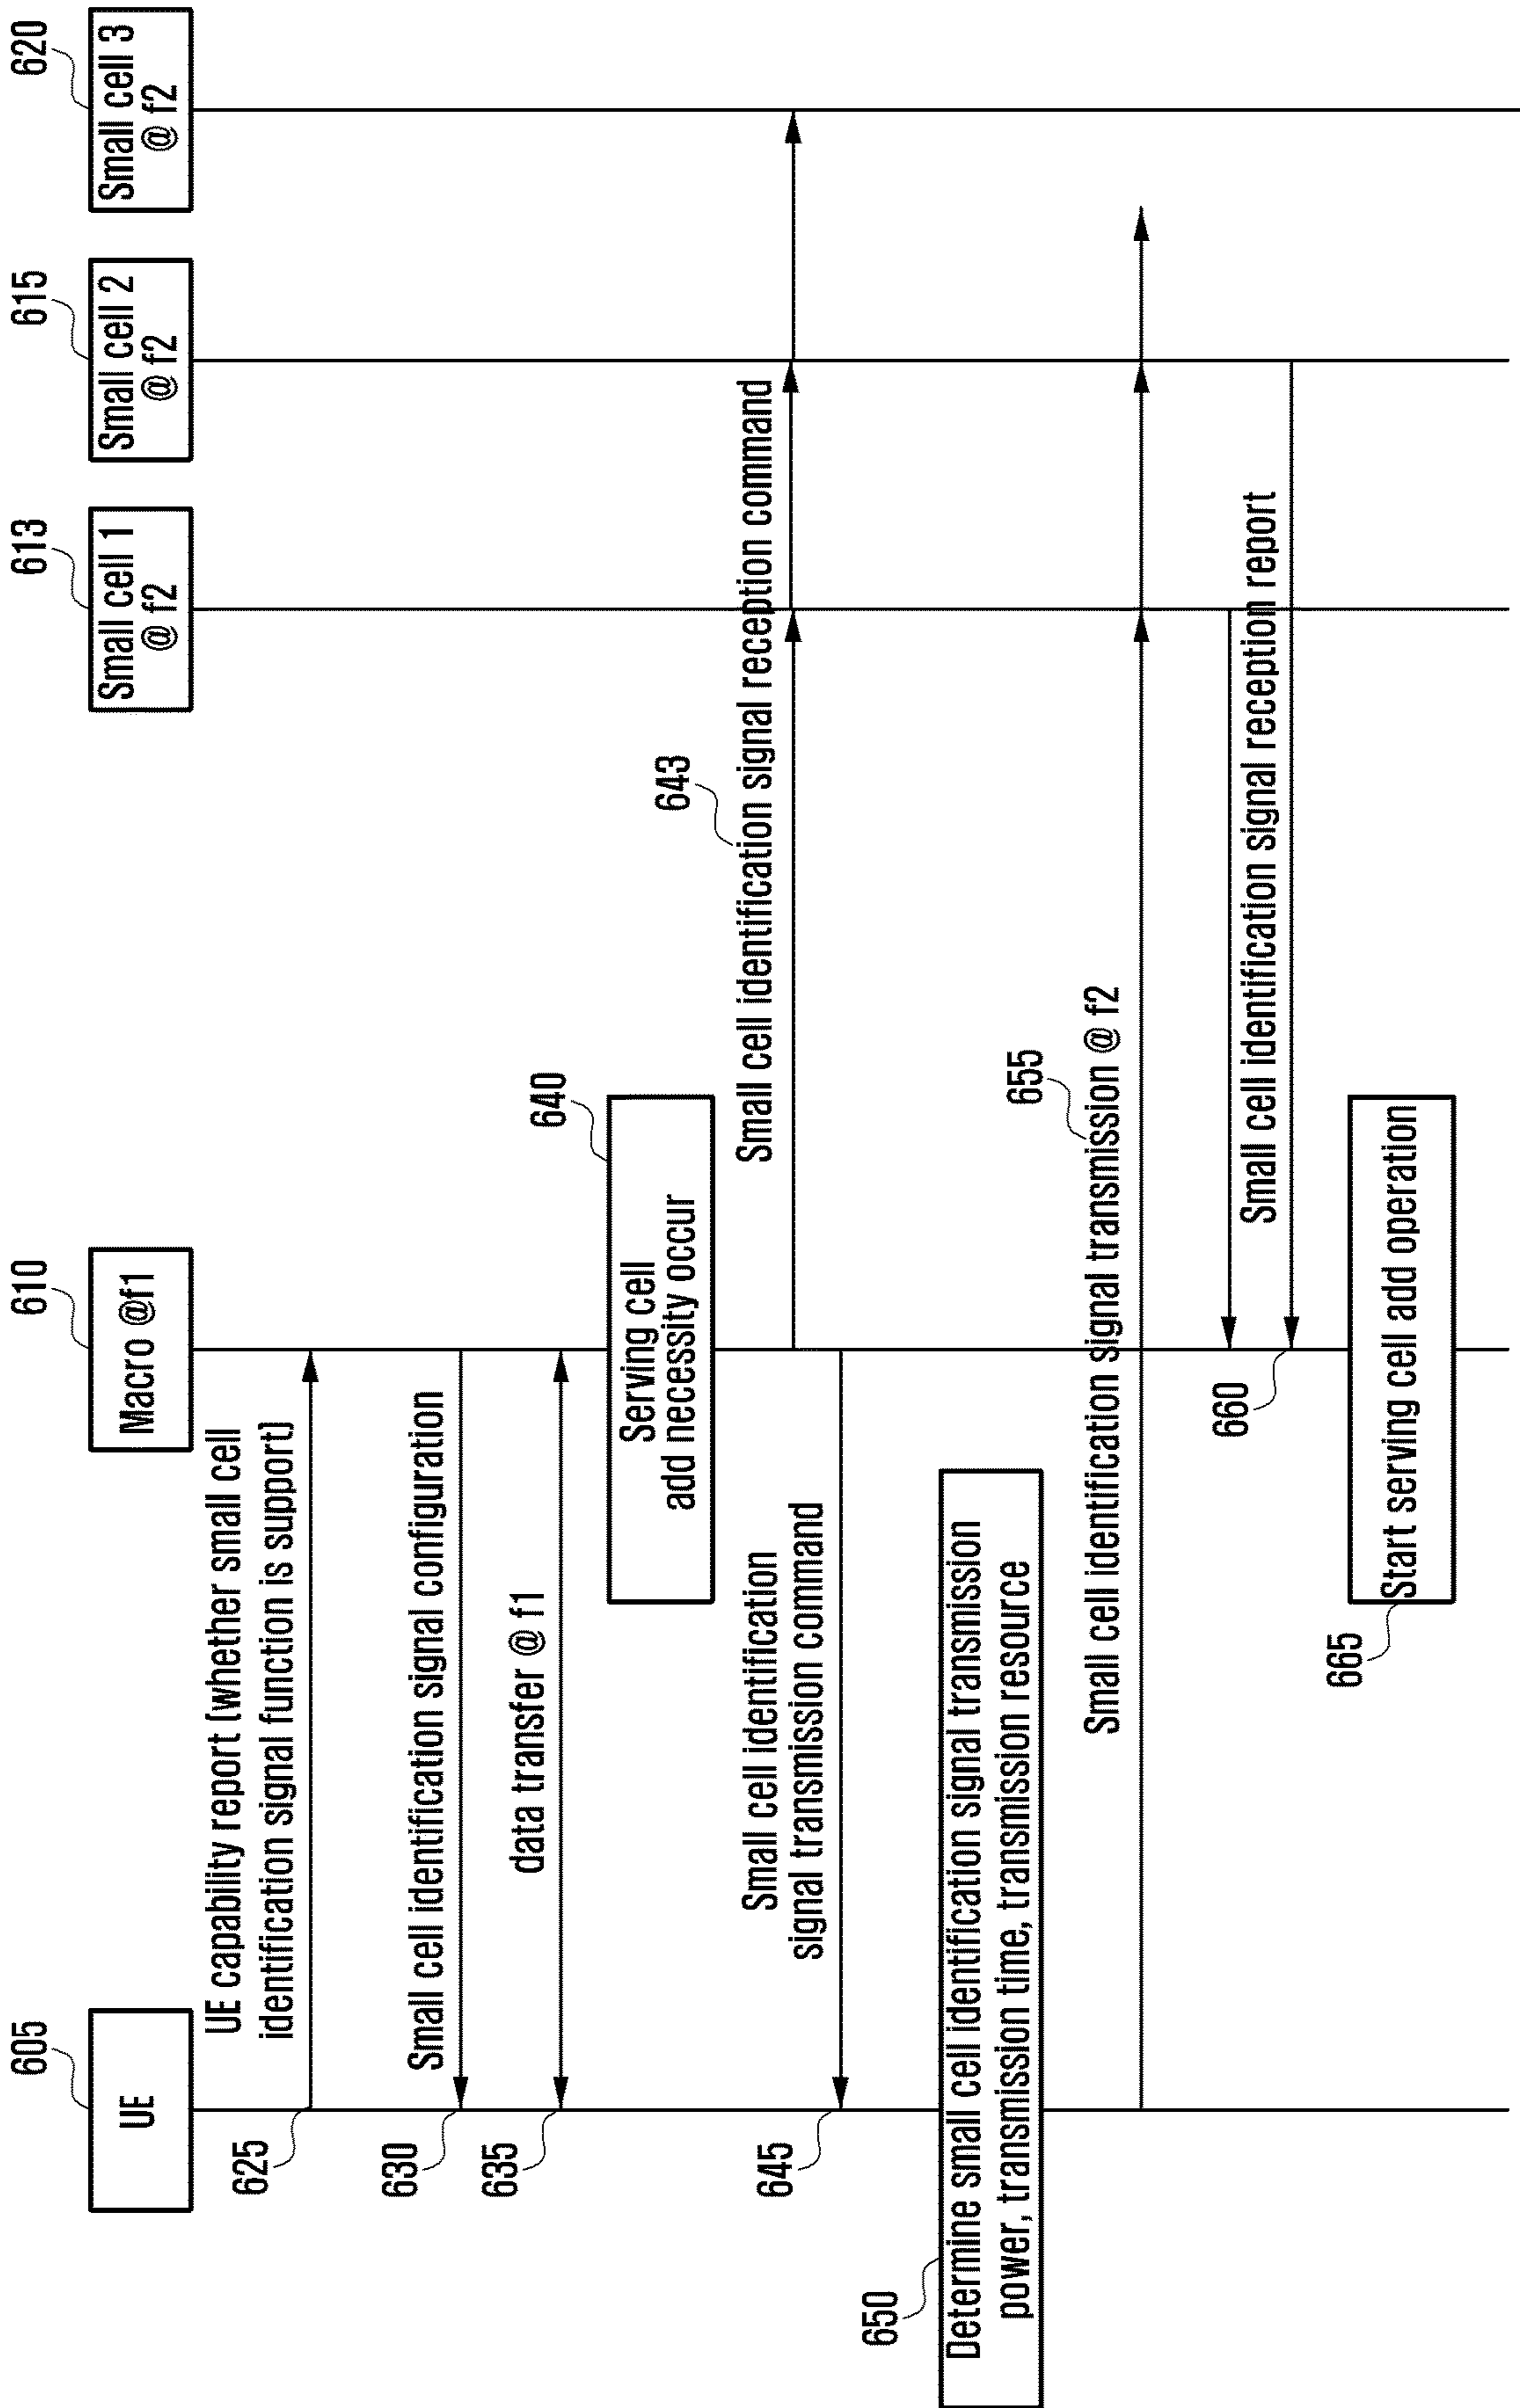 605
610
613
615
620
UE
Macro @f1
Small cell 1
@ f2
Small cell 2
@ f2
Small cell 3
@ f2
625
UE capability report (whether small cell
identification signal function is support)
630
Small cell identification signal configuration
635
data transfer @ f1
640
Serving cell
add necessity occur
643
Small cell identification signal reception command
645
Small cell identification
signal transmission command
650
Determine small cell identification signal transmission
power, transmission time, transmission resource
655
Small cell identification signal transmission @ f2
660
Small cell identification signal reception report
665
Start serving cell add operation